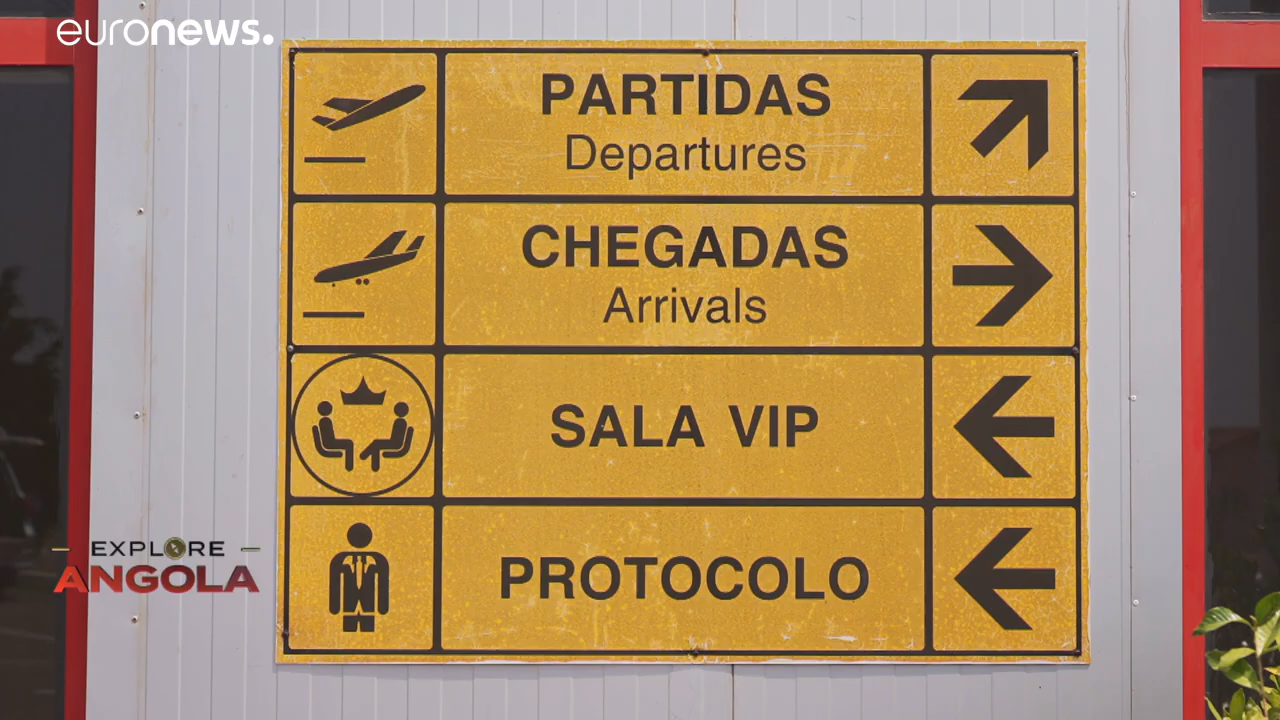 euronews.
PARTIDAS
Departures
CHEGADAS
Arrivals
SALA VIP
PROTOCOLO
EXPLORE
ANGOLA